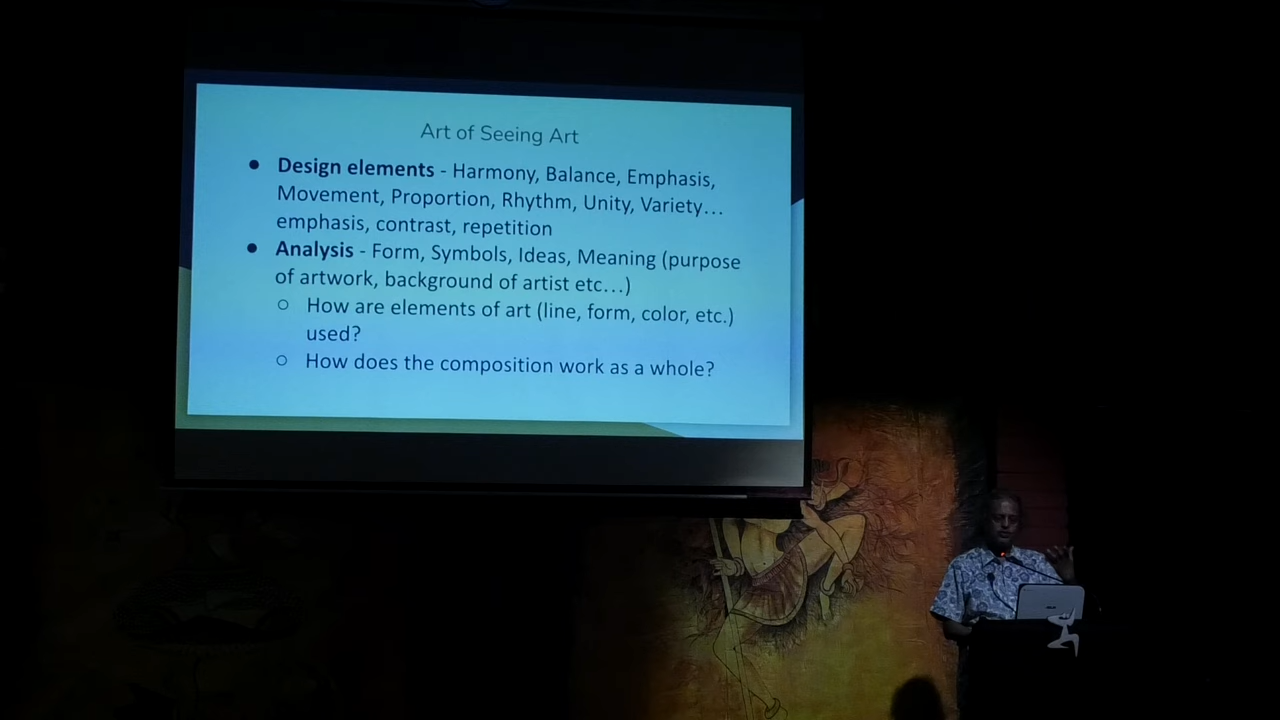 Art of Seeing Art
● Design elements - Harmony, Balance, Emphasis,
Movement, Proportion, Rhythm, Unity, Variety…
emphasis, contrast, repetition
● Analysis - Form, Symbols, Ideas, Meaning (purpose
of artwork, background of artist etc…)
○ How are elements of art (line, form, color, etc.)
used?
○ How does the composition work as a whole?